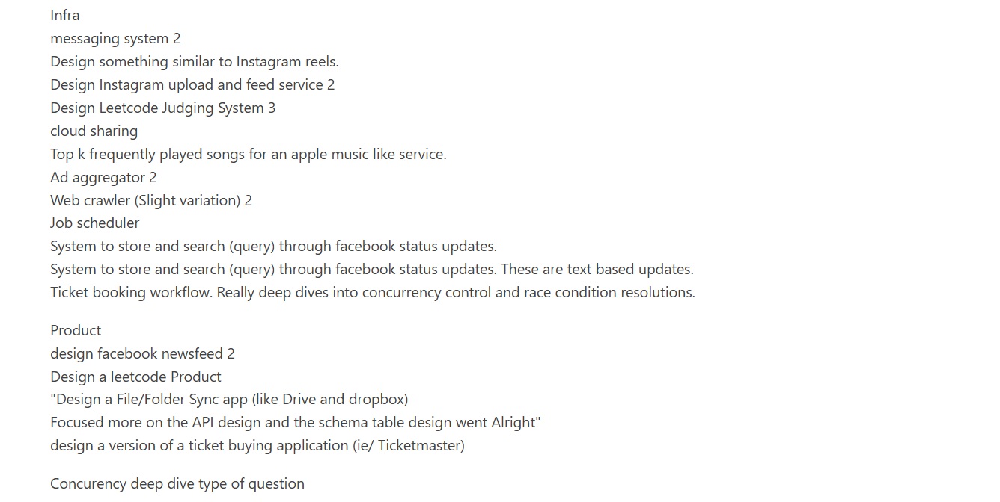 Infra
messaging system 2
Design something similar to Instagram reels.
Design Instagram upload and feed service 2
Design Leetcode Judging System 3
cloud sharing
Top k frequently played songs for an apple music like service.
Ad aggregator 2
Web crawler (Slight variation) 2
Job scheduler
System to store and search (query) through facebook status updates.
System to store and search (query) through facebook status updates. These are text based updates.
Ticket booking workflow. Really deep dives into concurrency control and race condition resolutions.
Product
design facebook newsfeed 2
Design a leetcode Product
"Design a File/Folder Sync app (like Drive and dropbox)
Focused more on the API design and the schema table design went Alright"
design a version of a ticket buying application (ie/ Ticketmaster)
Concurency deep dive type of question